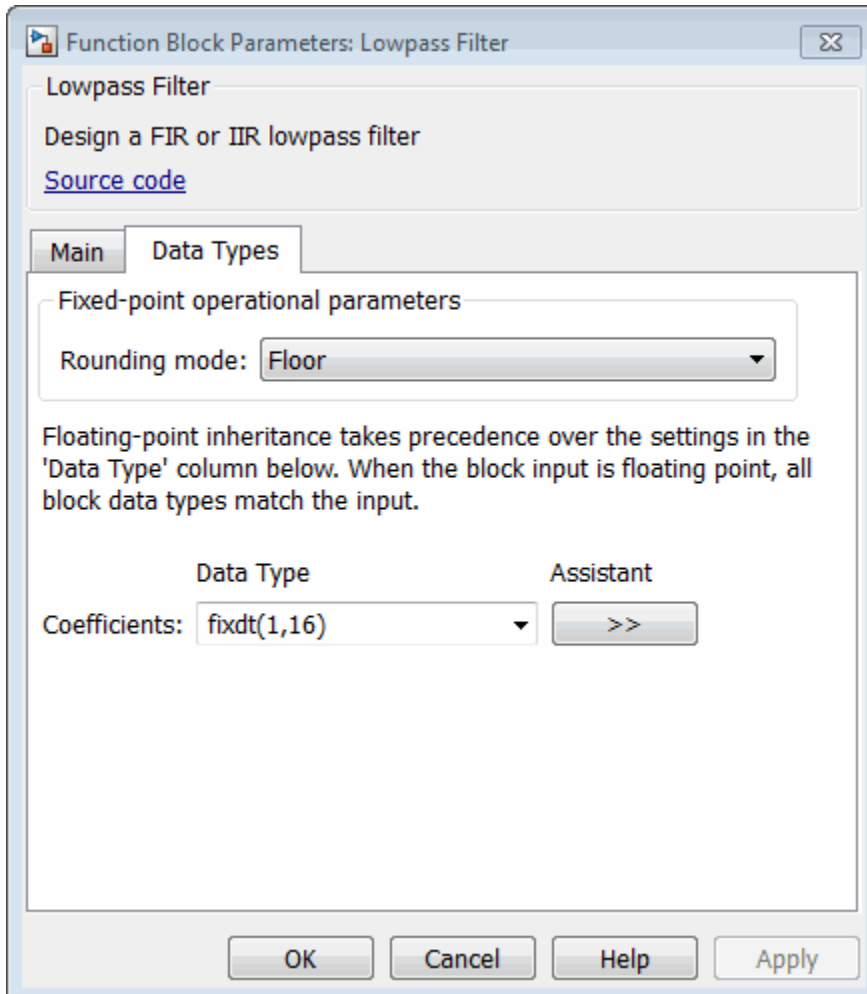 Function Block Parameters: Lowpass Filter
Lowpass Filter
Design a FIR or IIR lowpass filter
Source code
Main Data Types
Fixed-point operational parameters
Rounding mode: Floor
Floating-point inheritance takes precedence over the settings in the
'Data Type' column below. When the block input is floating point, all
block data types match the input.
Data Type Assistant
Coefficients: fixdt(1,16) >>
OK Cancel Help Apply